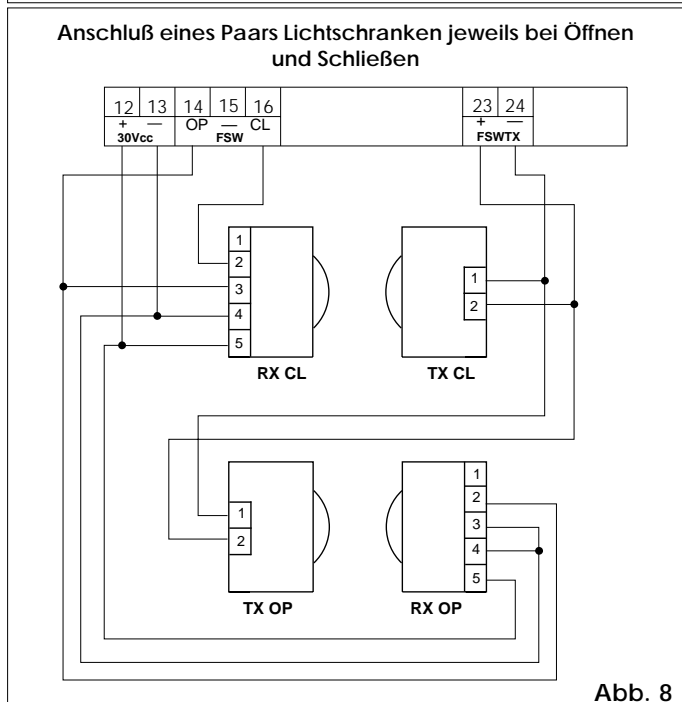 Anschluß eines Paars Lichtschranken jeweils bei Öffnen
und Schließen
12 13 14 15 16 23 24
+ — OP — CL + —
30Vcc FSW FSWTX
1
2
3
4
5
RX CL
1
2
TX CL
1
2
TX OP
1
2
3
4
5
RX OP
Abb. 8